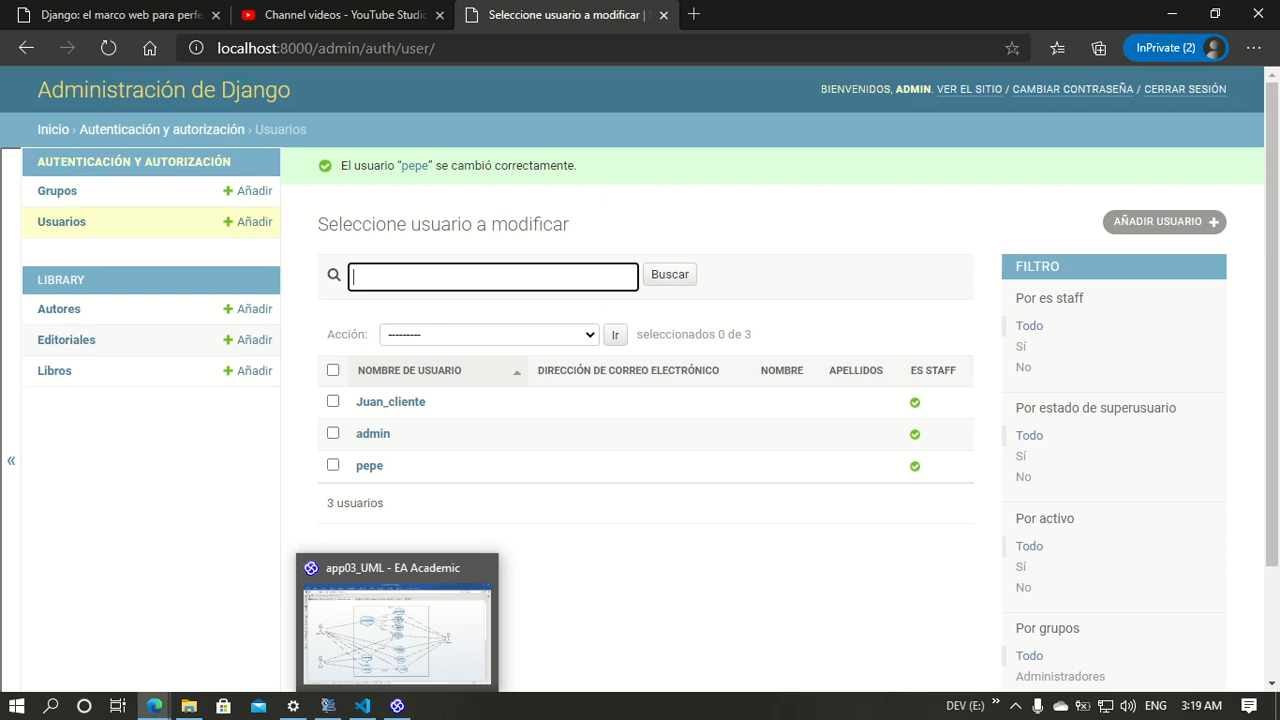 Django: el marco web para perfe
Channel videos - YouTube Studio
Seleccione usuario a modificar |
localhost:8000/admin/auth/user/
InPrivate (2)
Administración de Django
BIENVENIDOS, ADMIN. VER EL SITIO / CAMBIAR CONTRASEÑA / CERRAR SESIÓN
Inicio › Autenticación y autorización › Usuarios
AUTENTICACIÓN Y AUTORIZACIÓN
Grupos
Añadir
Usuarios
Añadir
LIBRARY
Autores
Añadir
Editoriales
Añadir
Libros
Añadir
«
El usuario “pepe” se cambió correctamente.
Seleccione usuario a modificar
AÑADIR USUARIO
Buscar
Acción:
---------
Ir
seleccionados 0 de 3
NOMBRE DE USUARIO
DIRECCIÓN DE CORREO ELECTRÓNICO
NOMBRE
APELLIDOS
ES STAFF
Juan_cliente
admin
pepe
3 usuarios
FILTRO
Por es staff
Todo
Sí
No
Por estado de superusuario
Todo
Sí
No
Por activo
Todo
Sí
No
Por grupos
Todo
Administradores
app03_UML - EA Academic
DEV (E:)
ENG
3:19 AM